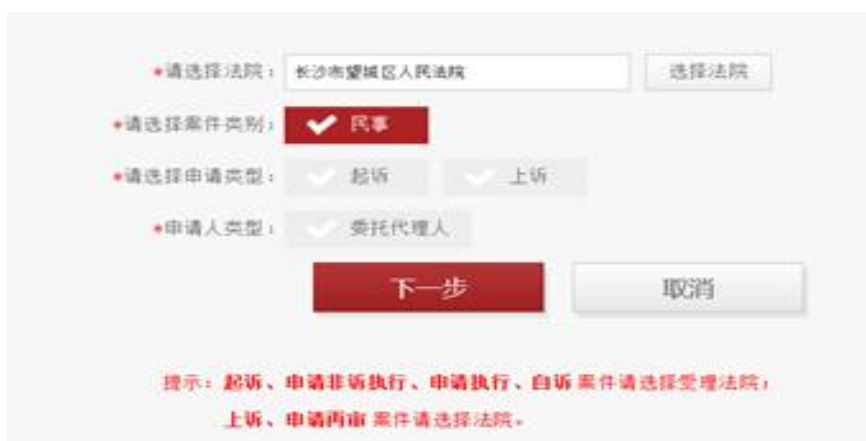 *请选择法院： 长沙市望城区人民法院 选择法院
*请选择案件类别： 民事
*请选择申请类型： 起诉 上诉
*申请人类型： 委托代理人
下一步 取消
提示：起诉、申请非诉执行、申请执行、自诉 案件请选择受理法院；
上诉、申请再审 案件请选择法院。